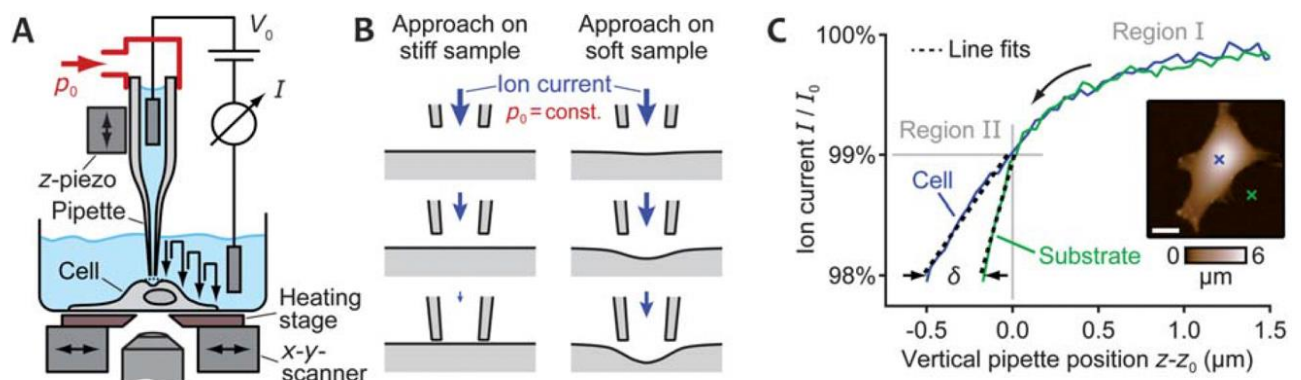 A
V0
p0
I
z-piezo
Pipette
Cell
Heating
stage
x-y-
scanner
B
Approach on
stiff sample
Approach on
soft sample
Ion current
p0 = const.
C
100%
99%
98%
Ion current I / I0
Line fits
Region I
Region II
Cell
Substrate
δ
0
6
μm
-0.5
0.0
0.5
1.0
1.5
Vertical pipette position z-z0 (μm)